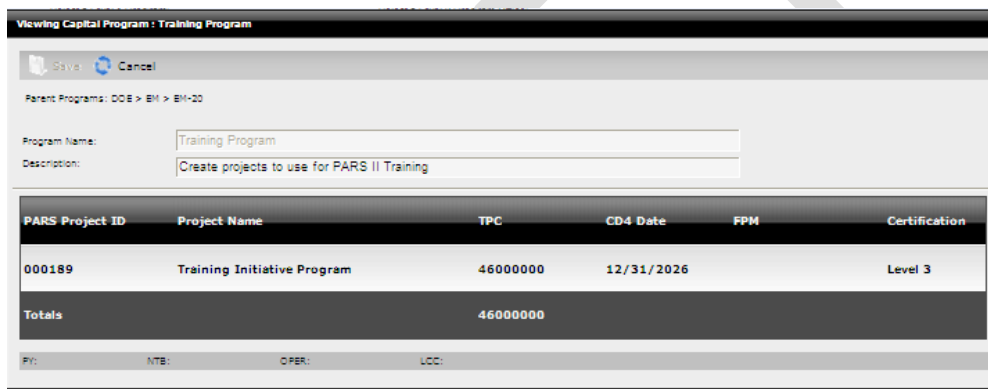 Viewing Capital Program : Training Program
Save Cancel
Parent Programs: DOE > EM > EM-20
Program Name: Training Program
Description: Create projects to use for PARS II Training
PARS Project ID Project Name TPC CD4 Date FPM Certification
000189 Training Initiative Program 46000000 12/31/2026 Level 3
Totals 46000000
PY: NTB: OPER: LCC: